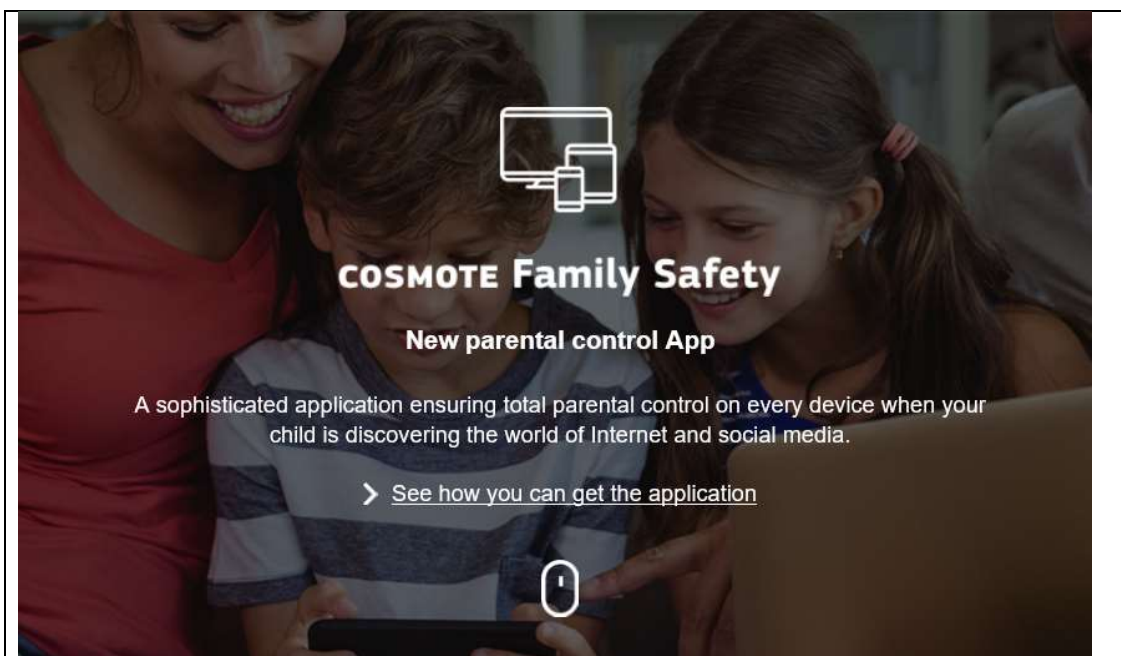 COSMOTE Family Safety
New parental control App
A sophisticated application ensuring total parental control on every device when your
child is discovering the world of Internet and social media.
See how you can get the application